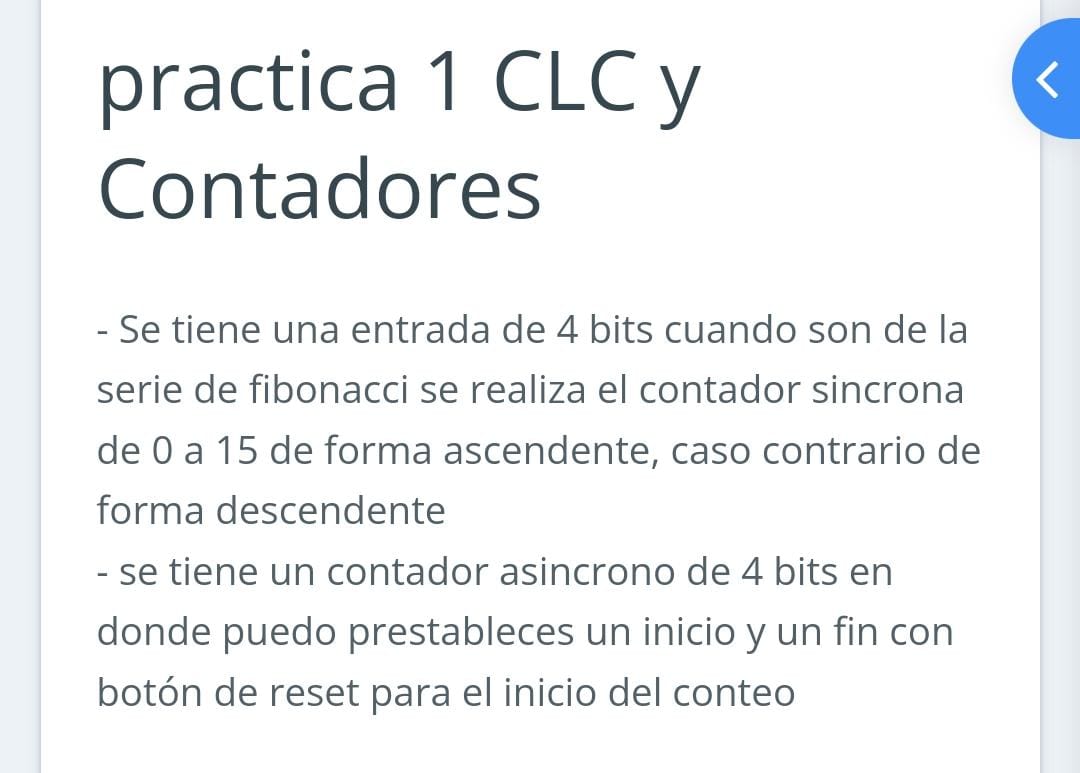 practica 1 CLC y
Contadores
- Se tiene una entrada de 4 bits cuando son de la
serie de fibonacci se realiza el contador sincrona
de 0 a 15 de forma ascendente, caso contrario de
forma descendente
- se tiene un contador asincrono de 4 bits en
donde puedo prestableces un inicio y un fin con
botón de reset para el inicio del conteo